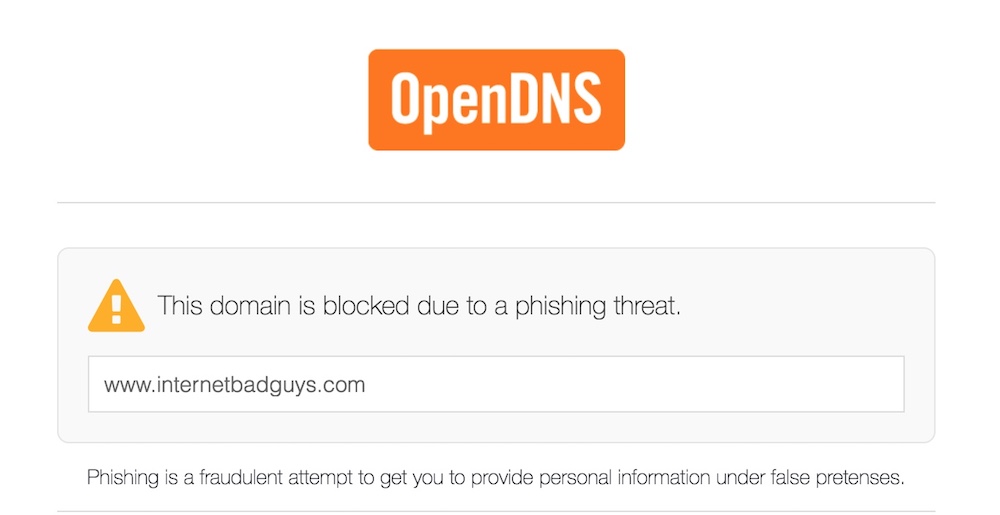 OpenDNS
This domain is blocked due to a phishing threat.
www.internetbadguys.com
Phishing is a fraudulent attempt to get you to provide personal information under false pretenses.